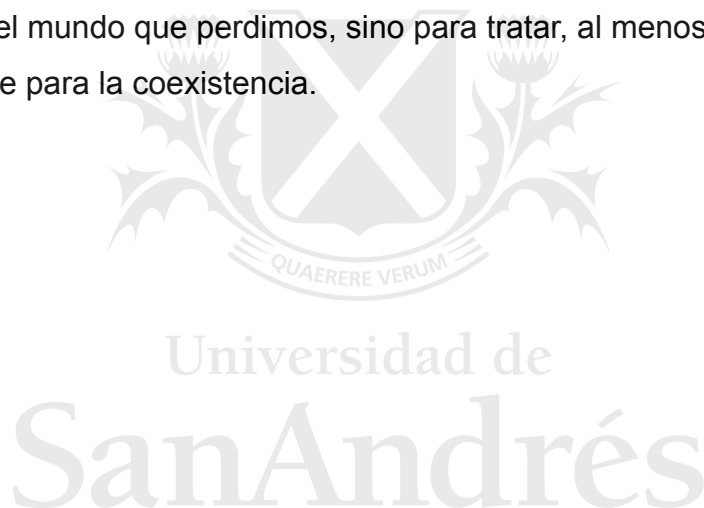 el mundo que perdimos, sino para tratar, al menos
e para la coexistencia.
QUAERERE VERUM
Universidad de
SanAndrés